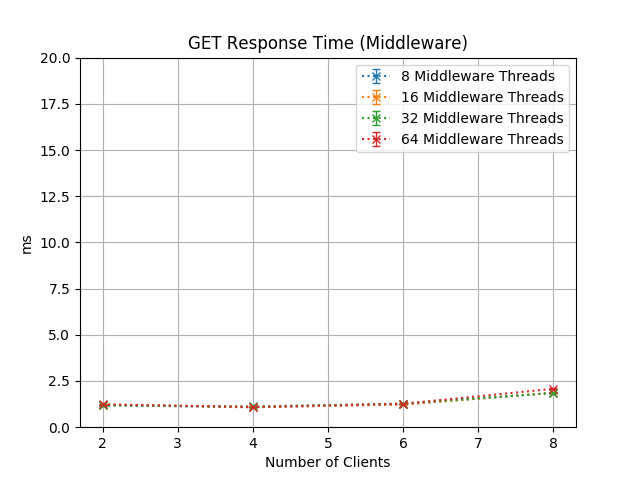 GET Response Time (Middleware)
20.0
17.5
15.0
12.5
10.0
7.5
5.0
2.5
0.0
ms
8 Middleware Threads
16 Middleware Threads
32 Middleware Threads
64 Middleware Threads
2 3 4 5 6 7 8
Number of Clients